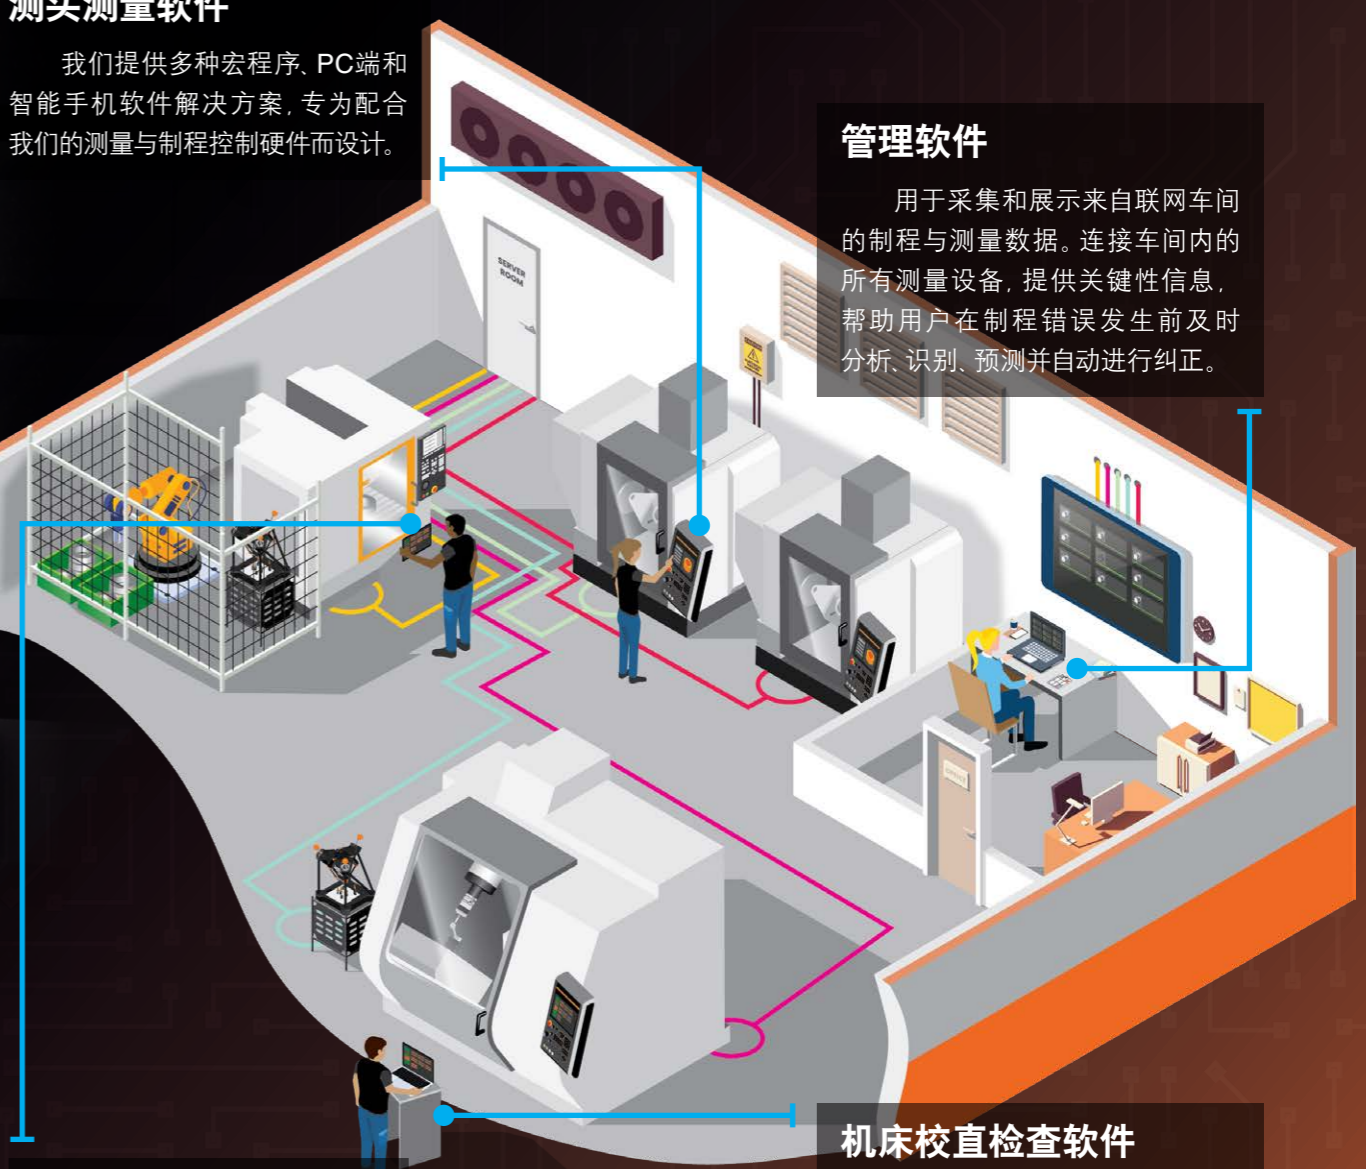 测头测量软件
我们提供多种宏程序、PC端和
智能手机软件解决方案，专为配合
我们的测量与制程控制硬件而设计。
管理软件
用于采集和展示来自联网车间
的制程与测量数据。连接车间内的
所有测量设备，提供关键性信息，
帮助用户在制程错误发生前及时
分析、识别、预测并自动进行纠正。
SERVER
ROOM
OFFICE
机床校直检查软件